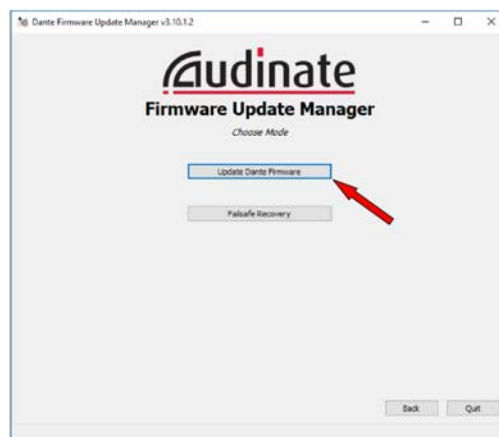 Dante Firmware Update Manager v3.10.1.2
Audinate
Firmware Update Manager
Choose Mode
Update Dante Firmware
Failsafe Recovery
Back Quit